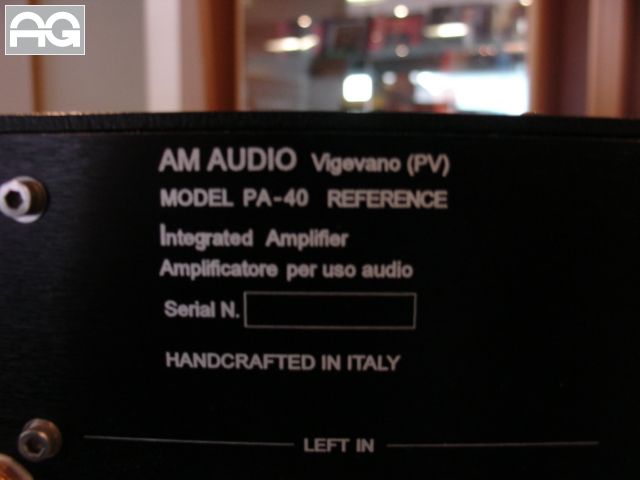 AG
AM AUDIO Vigevano (PV)
MODEL PA-40 REFERENCE
Integrated Amplifier
Amplificatore per uso audio
Serial N.
HANDCRAFTED IN ITALY
LEFT IN